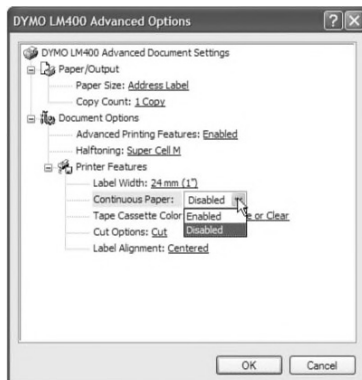 DYMO LM400 Advanced Options
DYMO LM400 Advanced Document Settings
Paper/Output
Paper Size: Address Label
Copy Count: 1 Copy
Document Options
Advanced Printing Features: Enabled
Halftoning: Super Cell M
Printer Features
Label Width: 24 mm (1")
Continuous Paper: Disabled
Enabled
Tape Cassette Color e or Clear
Disabled
Cut Options: Cut
Label Alignment: Centered
OK Cancel